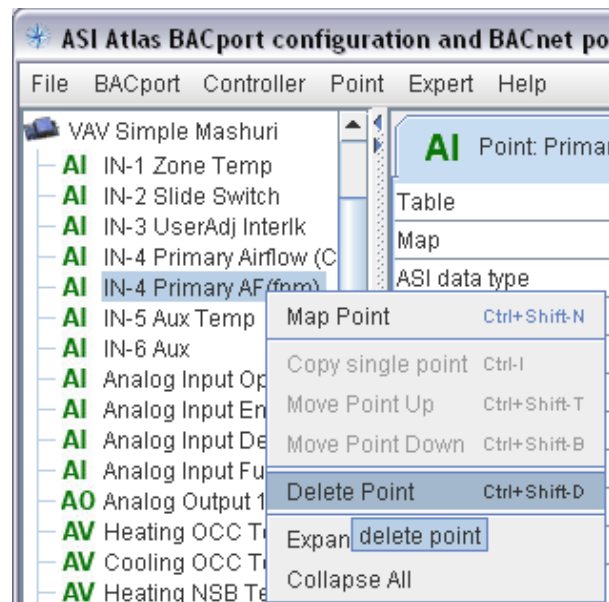 ASI Atlas BACport configuration and BACnet po
File BACport Controller Point Expert Help
VAV Simple Mashuri
AI IN-1 Zone Temp
AI IN-2 Slide Switch
AI IN-3 UserAdj Interlk
AI IN-4 Primary Airflow (C
AI IN-4 Primary AF(fpm)
AI IN-5 Aux Temp
AI IN-6 Aux
AI Analog Input Op
AI Analog Input En
AI Analog Input De
AI Analog Input Fu
AO Analog Output 1
AV Heating OCC T
AV Cooling OCC T
AV Heating NSB Te
AI Point: Primar
Table
Map
ASI data type
Map Point Ctrl+Shift-N
Copy single point Ctrl-I
Move Point Up Ctrl+Shift-T
Move Point Down Ctrl+Shift-B
Delete Point Ctrl+Shift-D
Expan
delete point
Collapse All